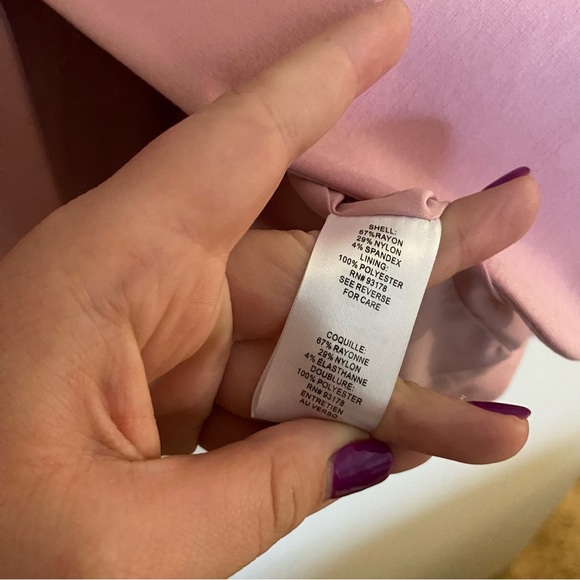 SHELL:
67%RAYON
29% NYLON
4% SPANDEX
LINING:
100% POLYESTER
RN# 93178
SEE REVERSE
FOR CARE
COQUILLE:
67% RAYONNE
29% NYLON
4% ÉLASTHANNE
DOUBLURE:
100% POLYESTER
RN# 93178
ENTRETIEN
AU VERSO